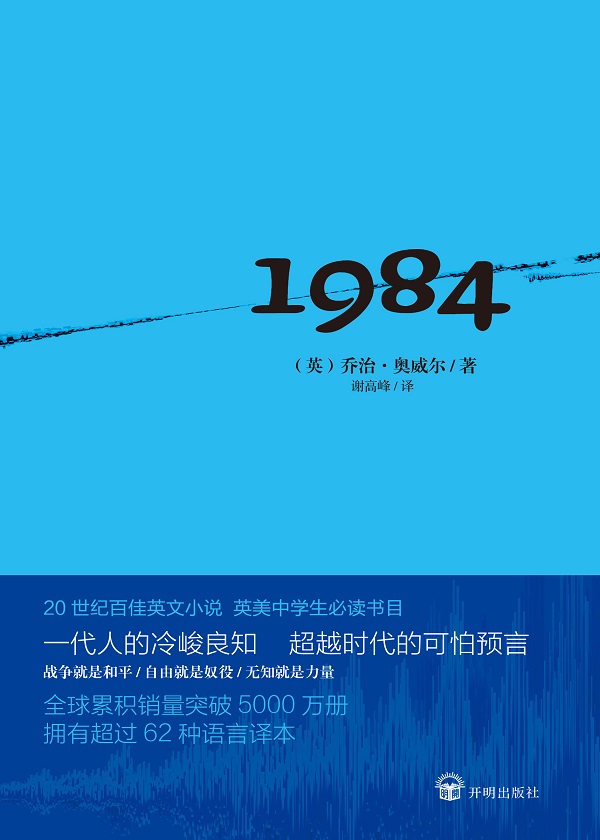 1984
（英）乔治·奥威尔 / 著
谢高峰 / 译
20 世纪百佳英文小说 英美中学生必读书目
一代人的冷峻良知 超越时代的可怕预言
战争就是和平 / 自由就是奴役 / 无知就是力量
全球累积销量突破 5000 万册
拥有超过 62 种语言译本
开明出版社